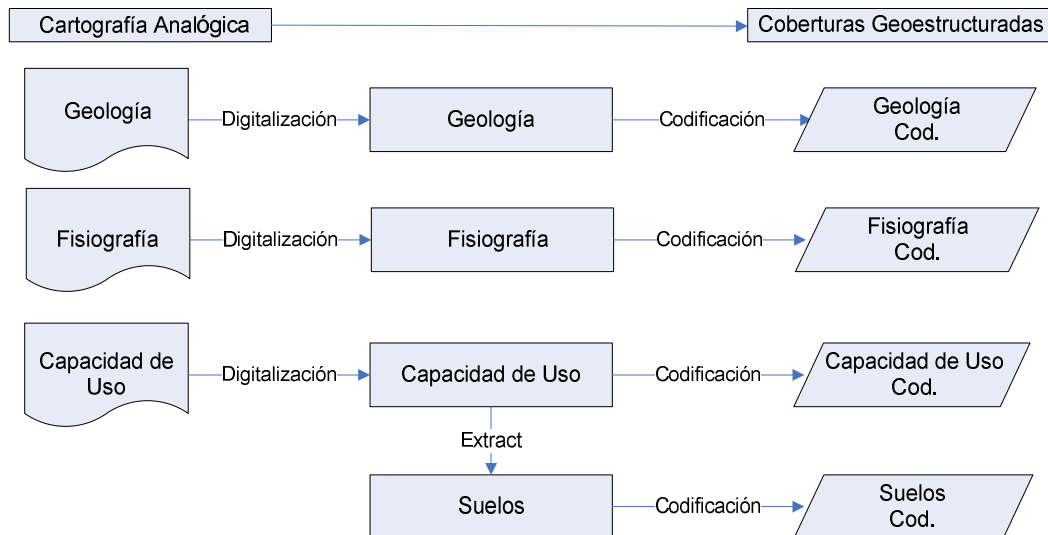 Cartografía Analógica
Coberturas Geoestructuradas
Geología
Digitalización
Geología
Codificación
Geología
Cod.
Fisiografía
Digitalización
Fisiografía
Codificación
Fisiografía
Cod.
Capacidad de
Uso
Digitalización
Capacidad de Uso
Codificación
Capacidad de Uso
Cod.
Extract
Suelos
Codificación
Suelos
Cod.